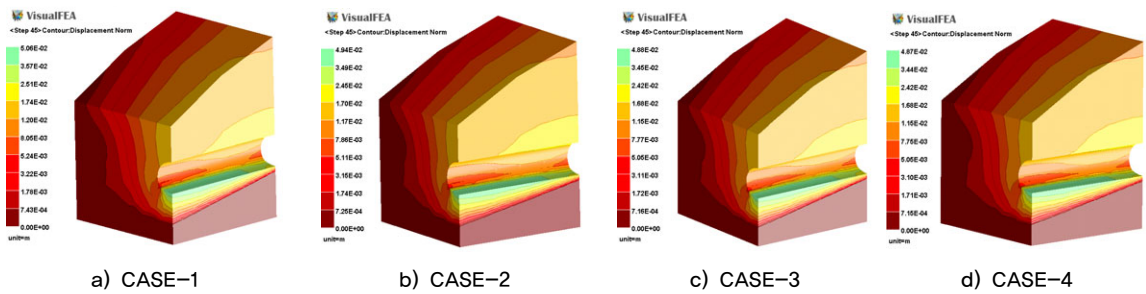 VisualFEA
<Step 45>Contour:Displacement Norm
5.06E-02
3.57E-02
2.51E-02
1.74E-02
1.20E-02
8.06E-03
5.24E-03
3.22E-03
1.78E-03
7.43E-04
0.00E+00
unit=m
a) CASE-1
VisualFEA
<Step 45>Contour:Displacement Norm
4.94E-02
3.49E-02
2.46E-02
1.70E-02
1.17E-02
7.86E-03
5.11E-03
3.15E-03
1.74E-03
7.25E-04
0.00E+00
unit=m
b) CASE-2
VisualFEA
<Step 45>Contour:Displacement Norm
4.88E-02
3.45E-02
2.42E-02
1.68E-02
1.15E-02
7.77E-03
5.05E-03
3.11E-03
1.72E-03
7.16E-04
0.00E+00
unit=m
c) CASE-3
VisualFEA
<Step 45>Contour:Displacement Norm
4.87E-02
3.44E-02
2.42E-02
1.68E-02
1.15E-02
7.75E-03
3.10E-03
1.71E-03
7.15E-04
0.00E+00
unit=m
d) CASE-4